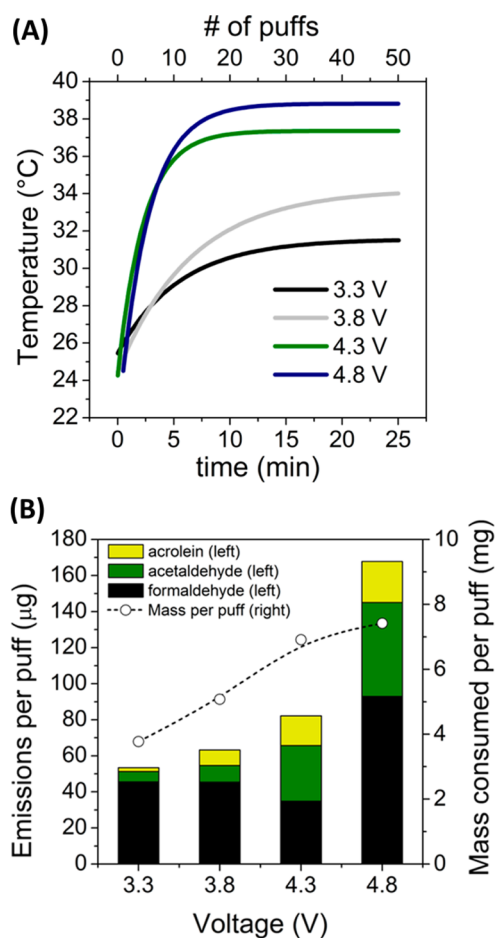 (A)
# of puffs
0 10 20 30 40 50
40
38
36
34
32
30
28
26
24
22
Temperature (°C)
3.3 V
3.8 V
4.3 V
4.8 V
0 5 10 15 20 25
time (min)
(B)
180
160
140
120
100
80
60
40
20
0
Emissions per puff (µg)
acrolein (left)
acetaldehyde (left)
formaldehyde (left)
Mass per puff (right)
10
8
6
4
2
0
Mass consumed per puff (mg)
3.3 3.8 4.3 4.8
Voltage (V)